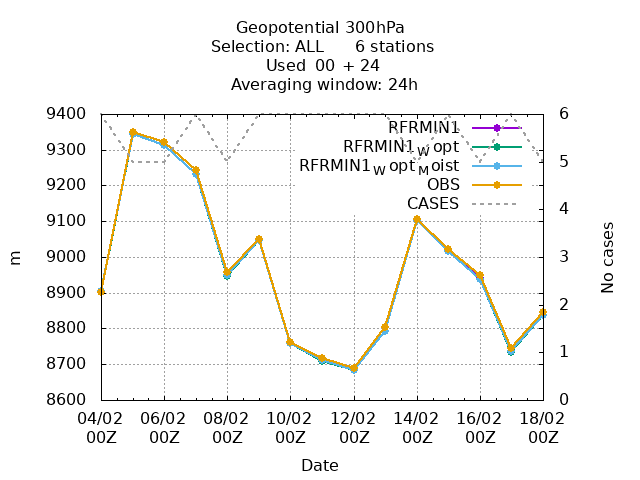 Geopotential 300hPa
Selection: ALL      6 stations
Used  00 + 24
Averaging window: 24h
9400
9300
9200
9100
9000
8900
8800
8700
8600
m
RFRMIN1
RFRMIN1_W opt
RFRMIN1_W opt_M oist
OBS
CASES
6
5
4
3
2
1
0
No cases
04/02 06/02 08/02 10/02 12/02 14/02 16/02 18/02
00Z 00Z 00Z 00Z 00Z 00Z 00Z 00Z
Date